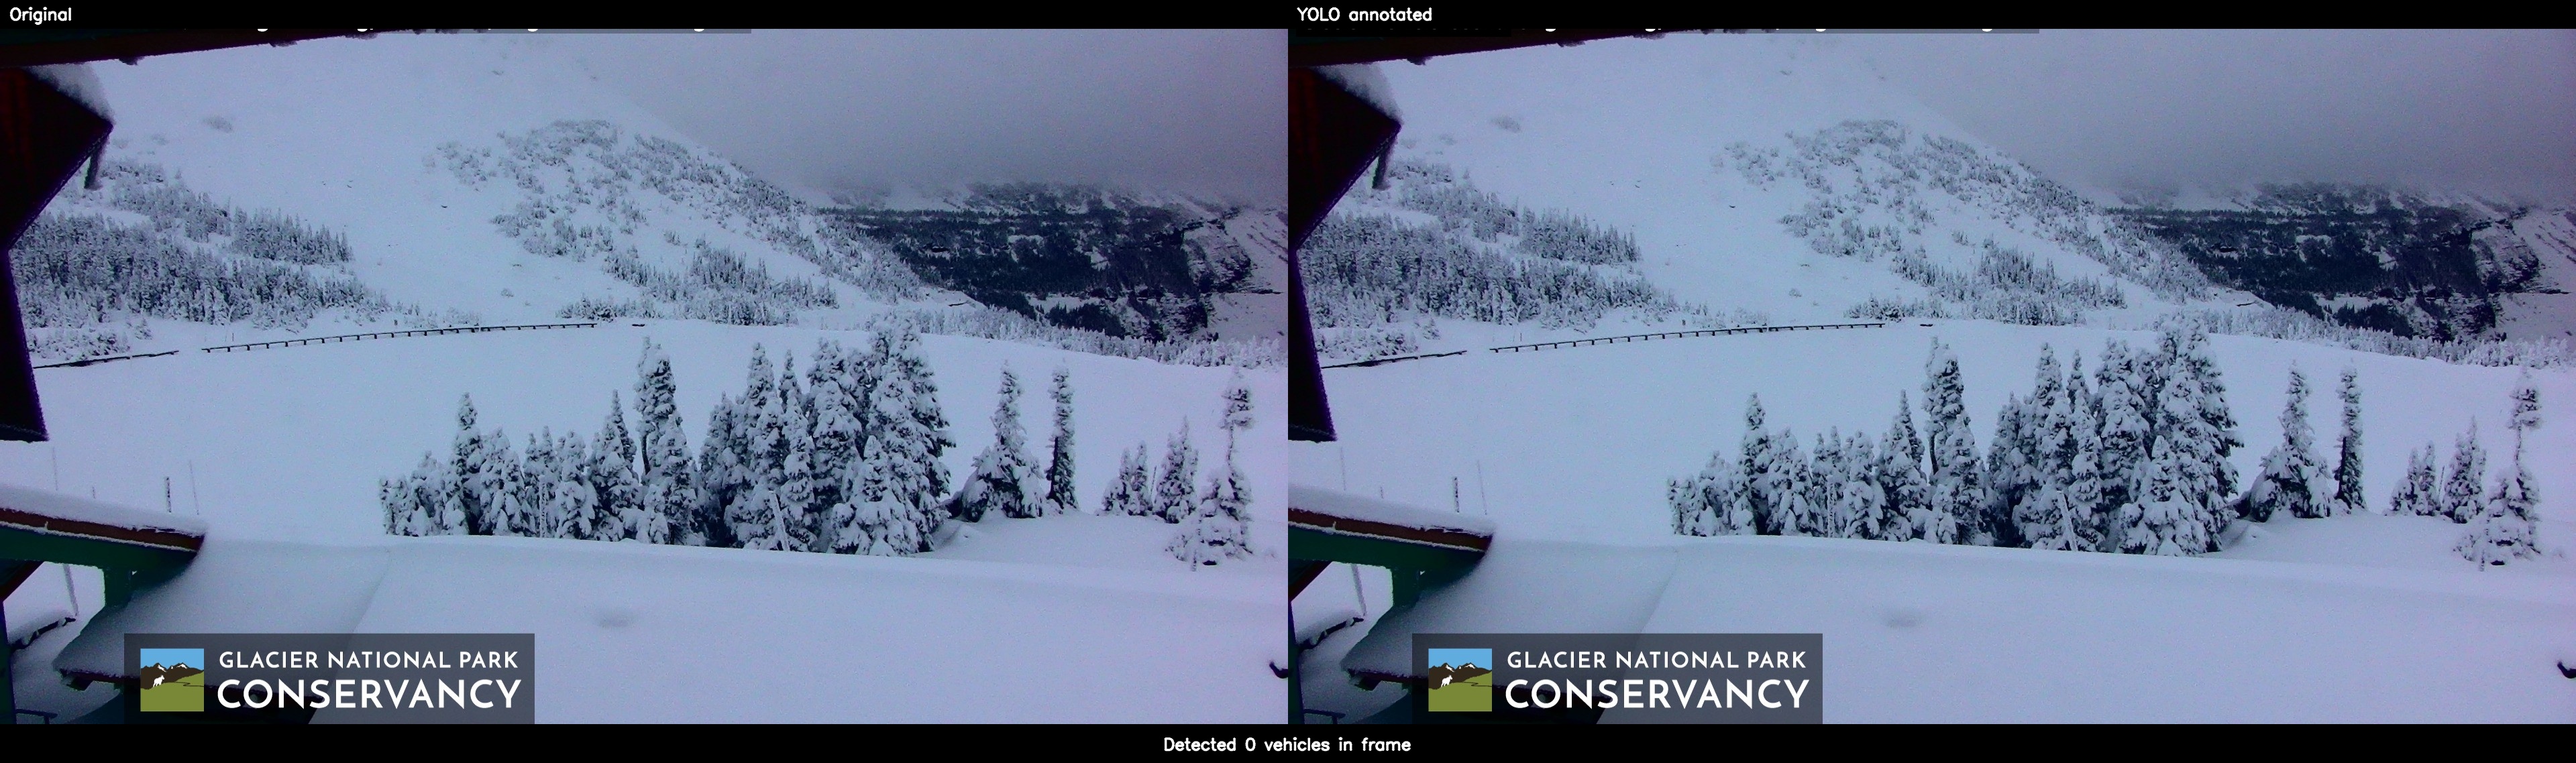 Original
YOLO annotated
GLACIER NATIONAL PARK
CONSERVANCY
GLACIER NATIONAL PARK
CONSERVANCY
Detected 0 vehicles in frame